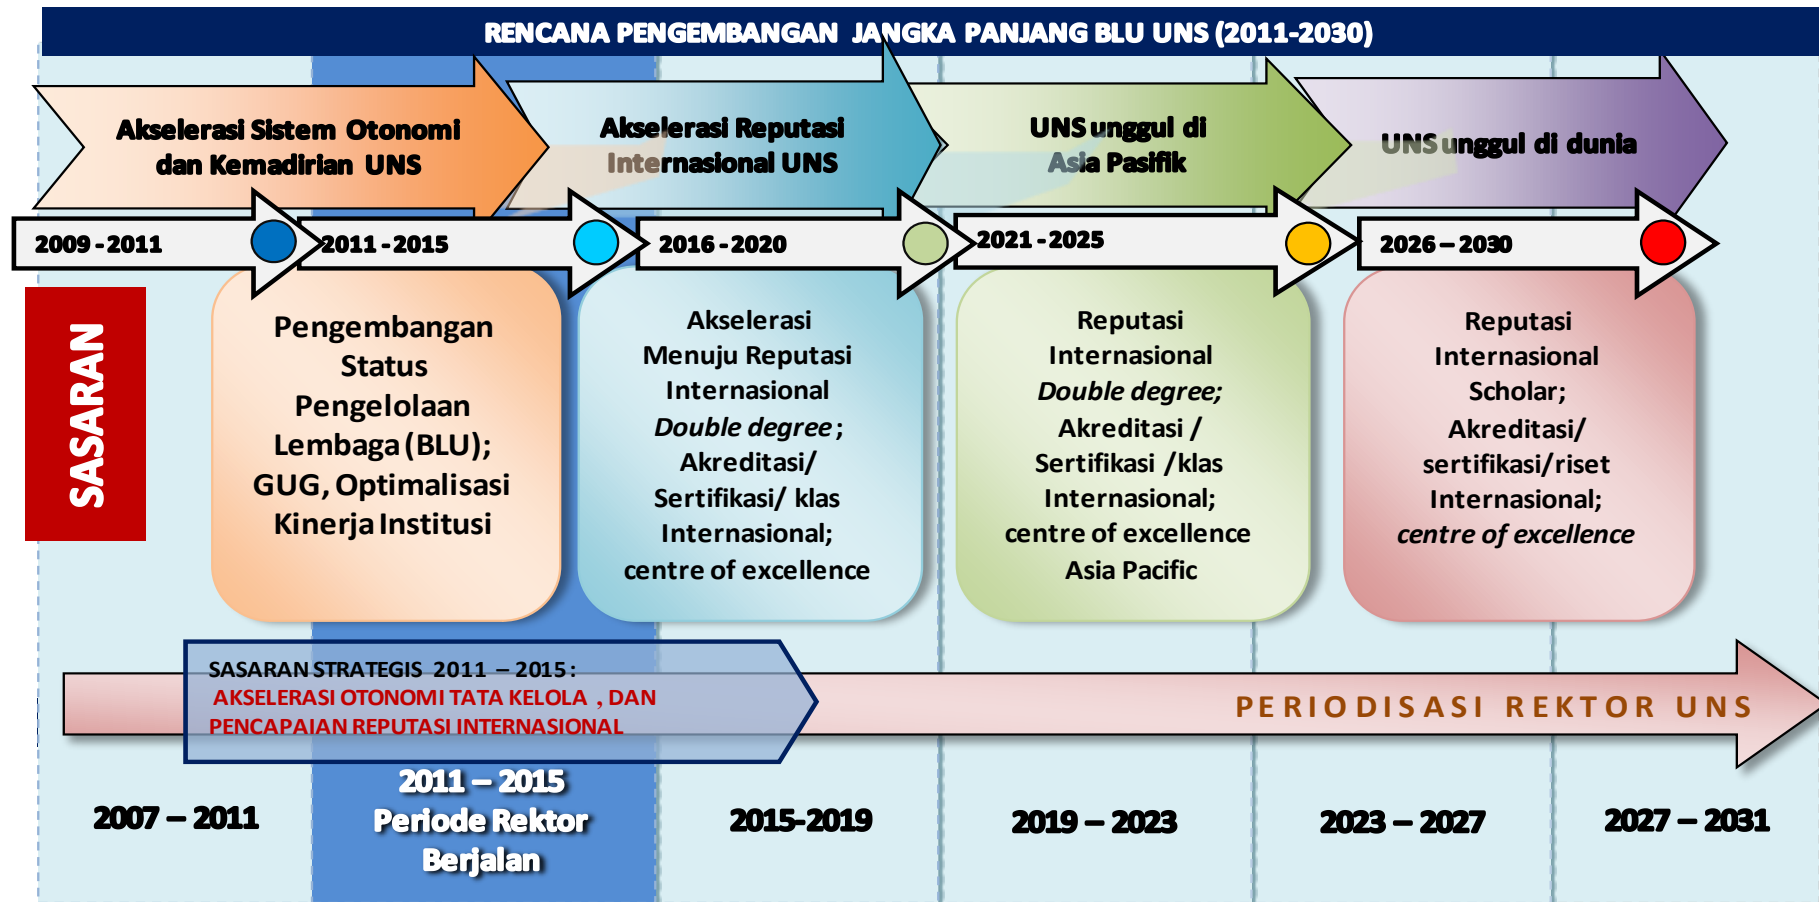 RENCANA PENGEMBANGAN JANGKA PANJANG BLU UNS (2011-2030)
Akselerasi Sistem Otonomi
dan Kemadirian UNS
Akselerasi Reputasi
Internasional UNS
UNS unggul di
Asia Pasifik
UNS unggul di dunia
2009 - 2011
2011 - 2015
2016 - 2020
2021 - 2025
2026 – 2030
SASARAN
Pengembangan
Status
Pengelolaan
Lembaga (BLU);
GUG, Optimalisasi
Kinerja Institusi
Akselerasi
Menuju Reputasi
Internasional
Double degree ;
Akreditasi/
Sertifikasi/ klas
Internasional;
centre of excellence
Reputasi
Internasional
Double degree;
Akreditasi /
Sertifikasi /klas
Internasional;
centre of excellence
Asia Pacific
Reputasi
Internasional
Scholar;
Akreditasi/
sertifikasi/riset
Internasional;
centre of excellence
SASARAN STRATEGIS 2011 – 2015 :
AKSELERASI OTONOMI TATA KELOLA , DAN
PENCAPAIAN REPUTASI INTERNASIONAL
PERIODISASI REKTOR UNS
2007 – 2011
2011 – 2015
Periode Rektor
Berjalan
2015-2019
2019 – 2023
2023 – 2027
2027 – 2031